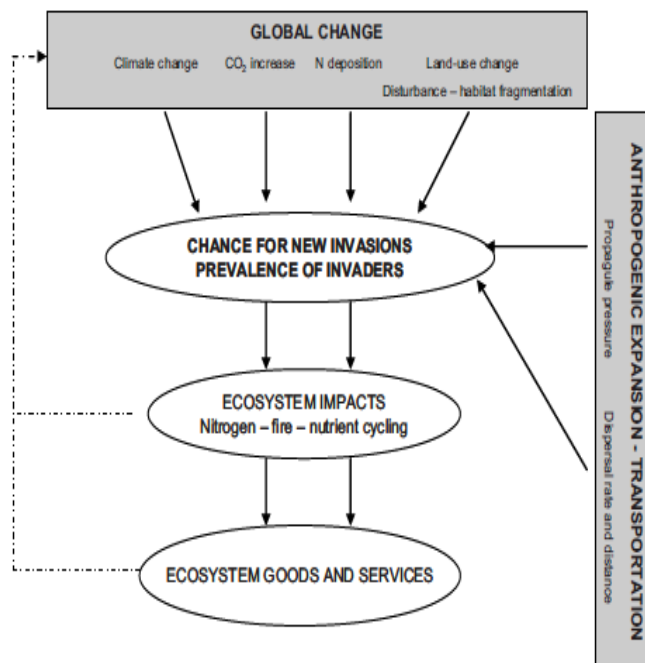 GLOBAL CHANGE
Climate change CO₂ increase N deposition Land-use change
Disturbance – habitat fragmentation
CHANCE FOR NEW INVASIONS
PREVALENCE OF INVADERS
ECOSYSTEM IMPACTS
Nitrogen – fire – nutrient cycling
ECOSYSTEM GOODS AND SERVICES
ANTHROPOGENIC EXPANSION - TRANSPORTATION
Propagule pressure Dispersal rate and distance